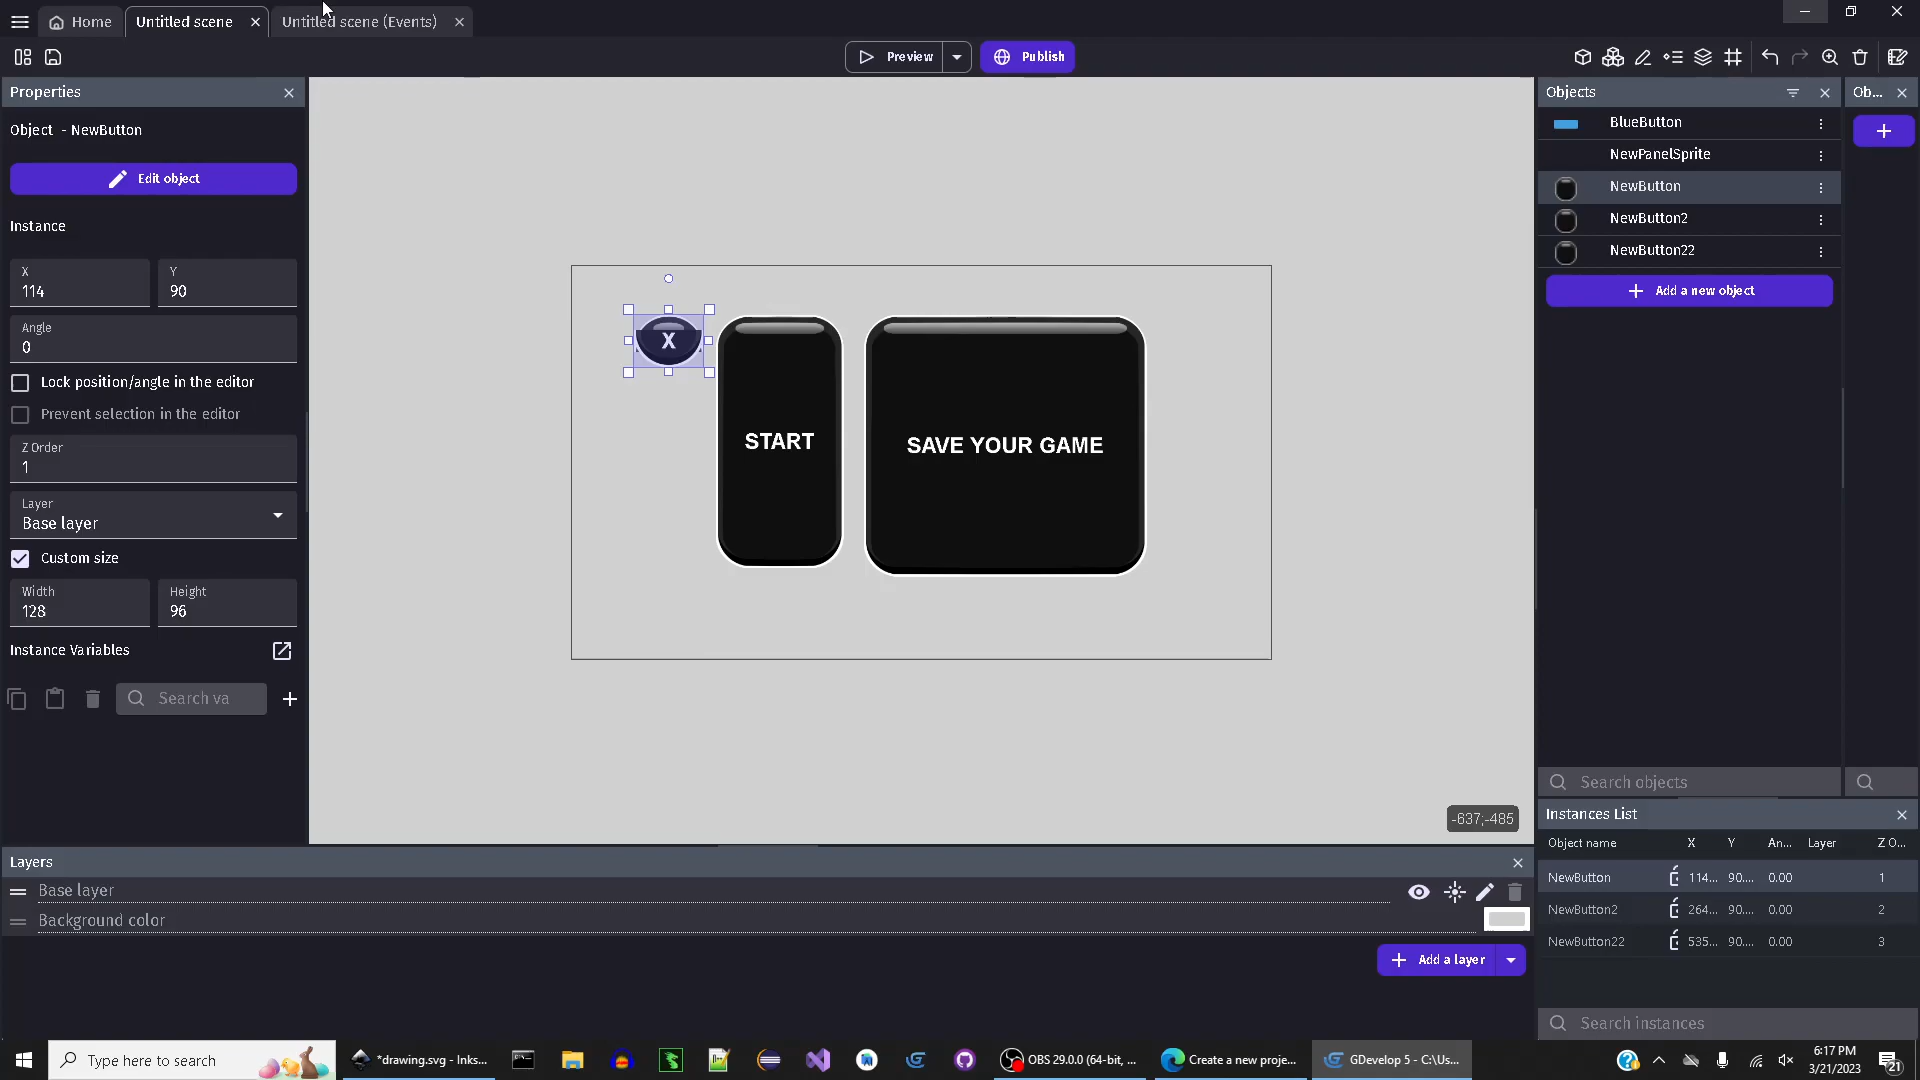 Home
Untitled scene
Untitled scene (Events)
Preview
Publish
Properties
Object - NewButton
Edit object
Instance
X
114
Y
90
Angle
0
Lock position/angle in the editor
Prevent selection in the editor
Z Order
1
Layer
Base layer
Custom size
Width
128
Height
96
Instance Variables
Search va
X
START
SAVE YOUR GAME
-637;-485
Objects
BlueButton
NewPanelSprite
NewButton
NewButton2
NewButton22
Add a new object
Search objects
Ob...
Instances List
Object name X Y An... Layer Z O...
NewButton 114... 90.... 0.00 1
NewButton2 264... 90.... 0.00 2
NewButton22 535... 90.... 0.00 3
Search instances
Layers
Base layer
Background color
Add a layer
Type here to search
*drawing.svg - Inks...
OBS 29.0.0 (64-bit, ...
Create a new proje...
GDevelop 5 - C:\Us...
6:17 PM
3/21/2023
21